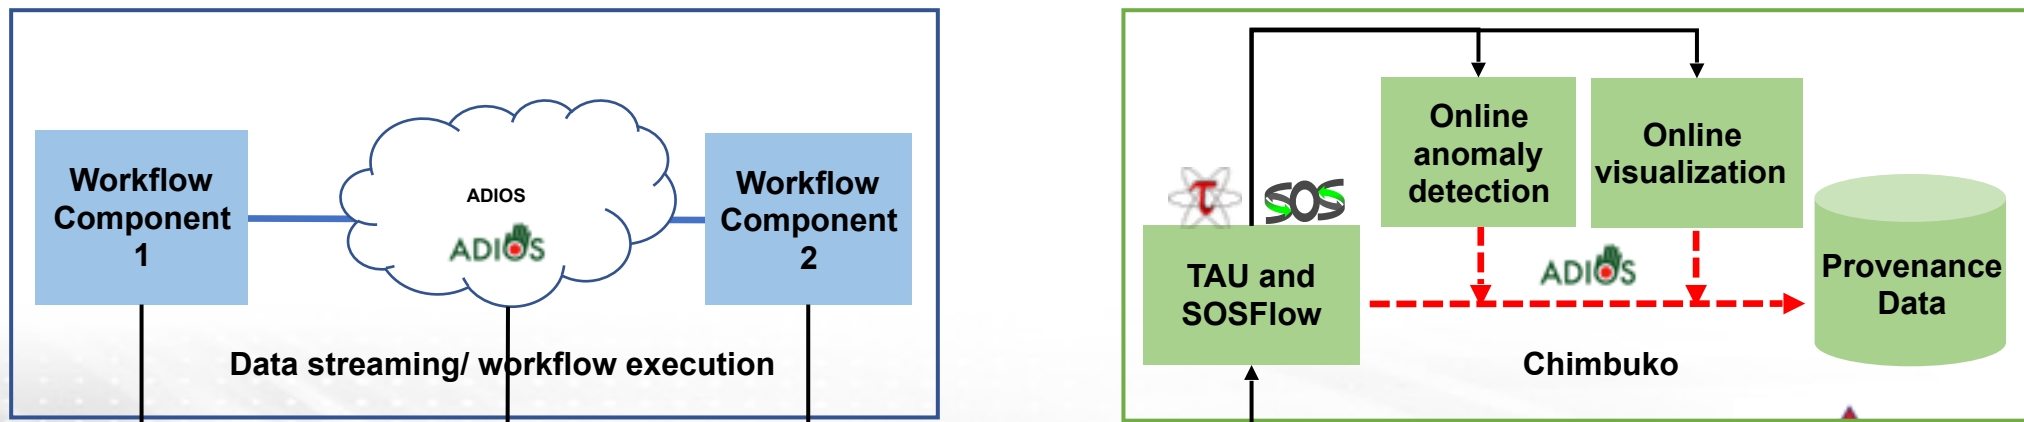 Workflow
Component
1
ADIOS
ADIOS
Workflow
Component
2
Data streaming/ workflow execution
τ
SOS
TAU and
SOSFlow
Online
anomaly
detection
Online
visualization
ADIOS
Provenance
Data
Chimbuko